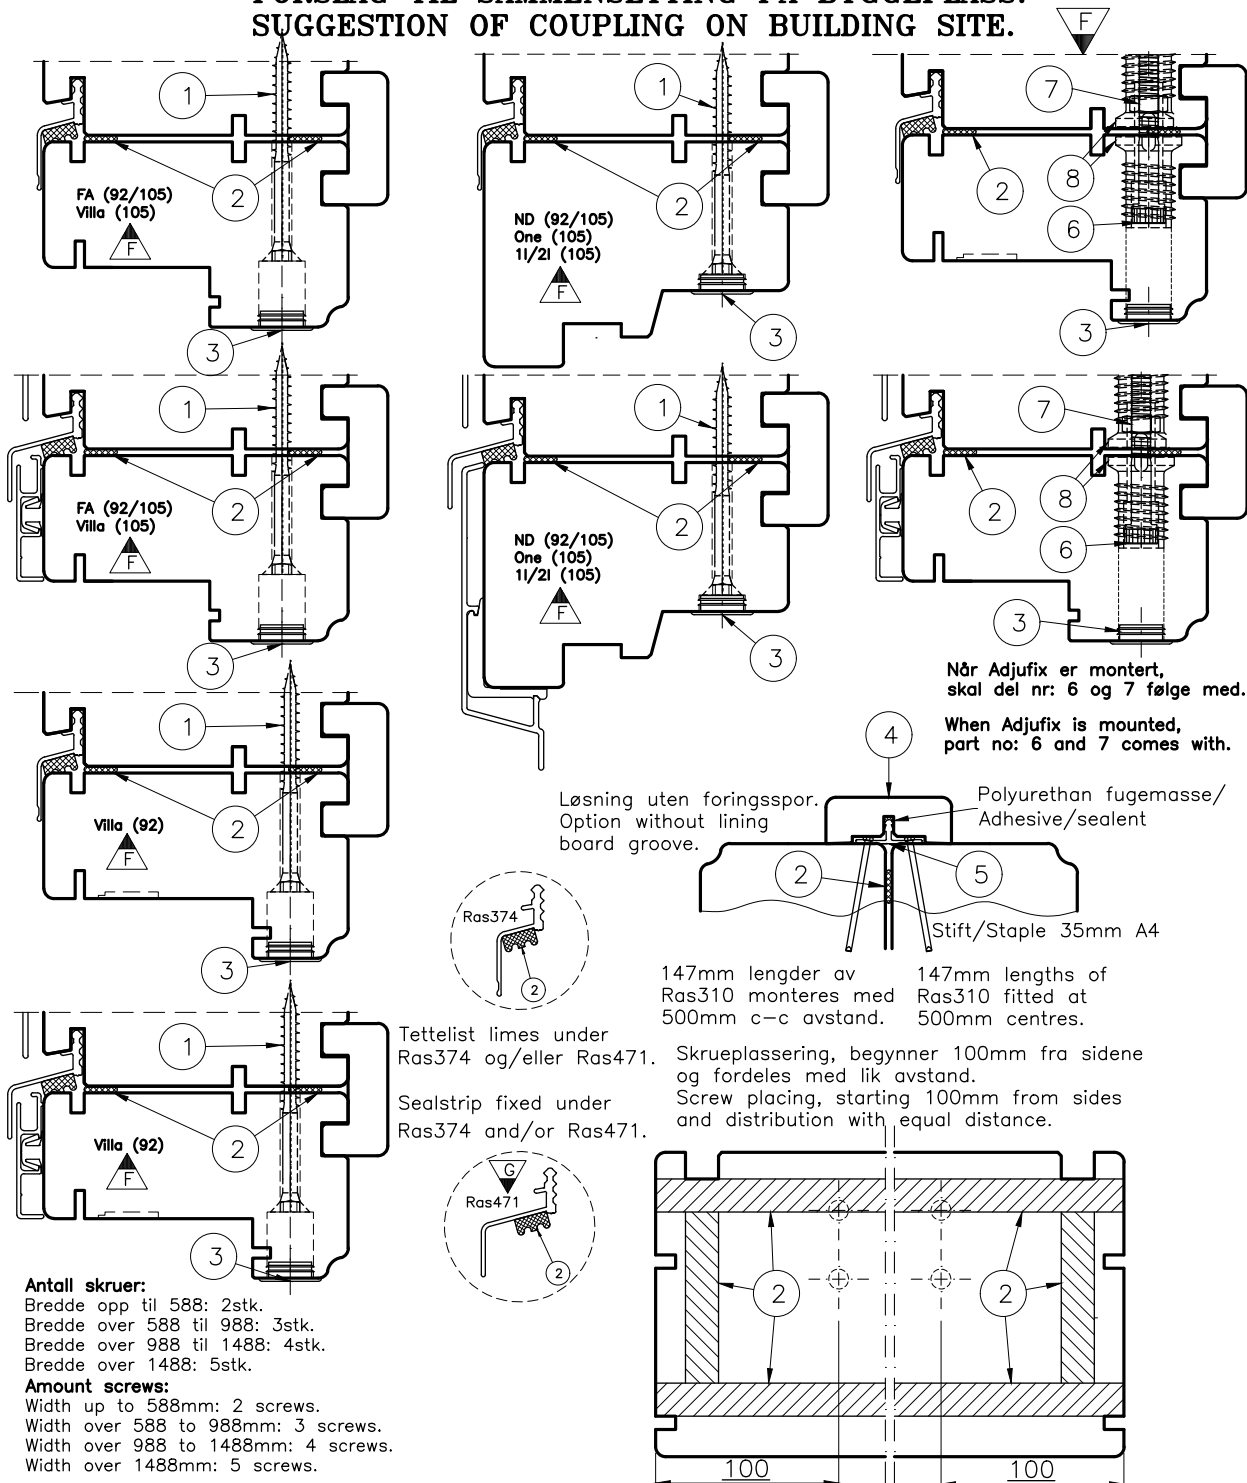 SUGGESTION OF COUPLING ON BUILDING SITE.
F
1
2
FA (92/105)
Villa (105)
F
3
1
2
ND (92/105)
One (105)
1I/2I (105)
F
3
7
2
8
6
3
1
2
FA (92/105)
Villa (105)
F
3
1
2
ND (92/105)
One (105)
1I/2I (105)
F
3
7
2
8
6
3
Når Adjufix er montert,
skal del nr: 6 og 7 følge med.
When Adjufix is mounted,
part no: 6 and 7 comes with.
1
2
Villa (92)
F
3
4
Løsning uten foringsspor.
Option without lining
board groove.
Polyurethan fugemasse/
Adhesive/sealent
2
5
Stift/Staple 35mm A4
147mm lengder av
Ras310 monteres med
500mm c-c avstand.
147mm lengths of
Ras310 fitted at
500mm centres.
Ras374
2
Tettelist limes under
Ras374 og/eller Ras471.
Sealstrip fixed under
Ras374 and/or Ras471.
G
Ras471
2
1
2
Villa (92)
F
3
Skrueplassering, begynner 100mm fra sidene
og fordeles med lik avstand.
Screw placing, starting 100mm from sides
and distribution with equal distance.
2
2
100
100
Antall skruer:
Bredde opp til 588: 2stk.
Bredde over 588 til 988: 3stk.
Bredde over 988 til 1488: 4stk.
Bredde over 1488: 5stk.
Amount screws:
Width up to 588mm: 2 screws.
Width over 588 to 988mm: 3 screws.
Width over 988 to 1488mm: 4 screws.
Width over 1488mm: 5 screws.